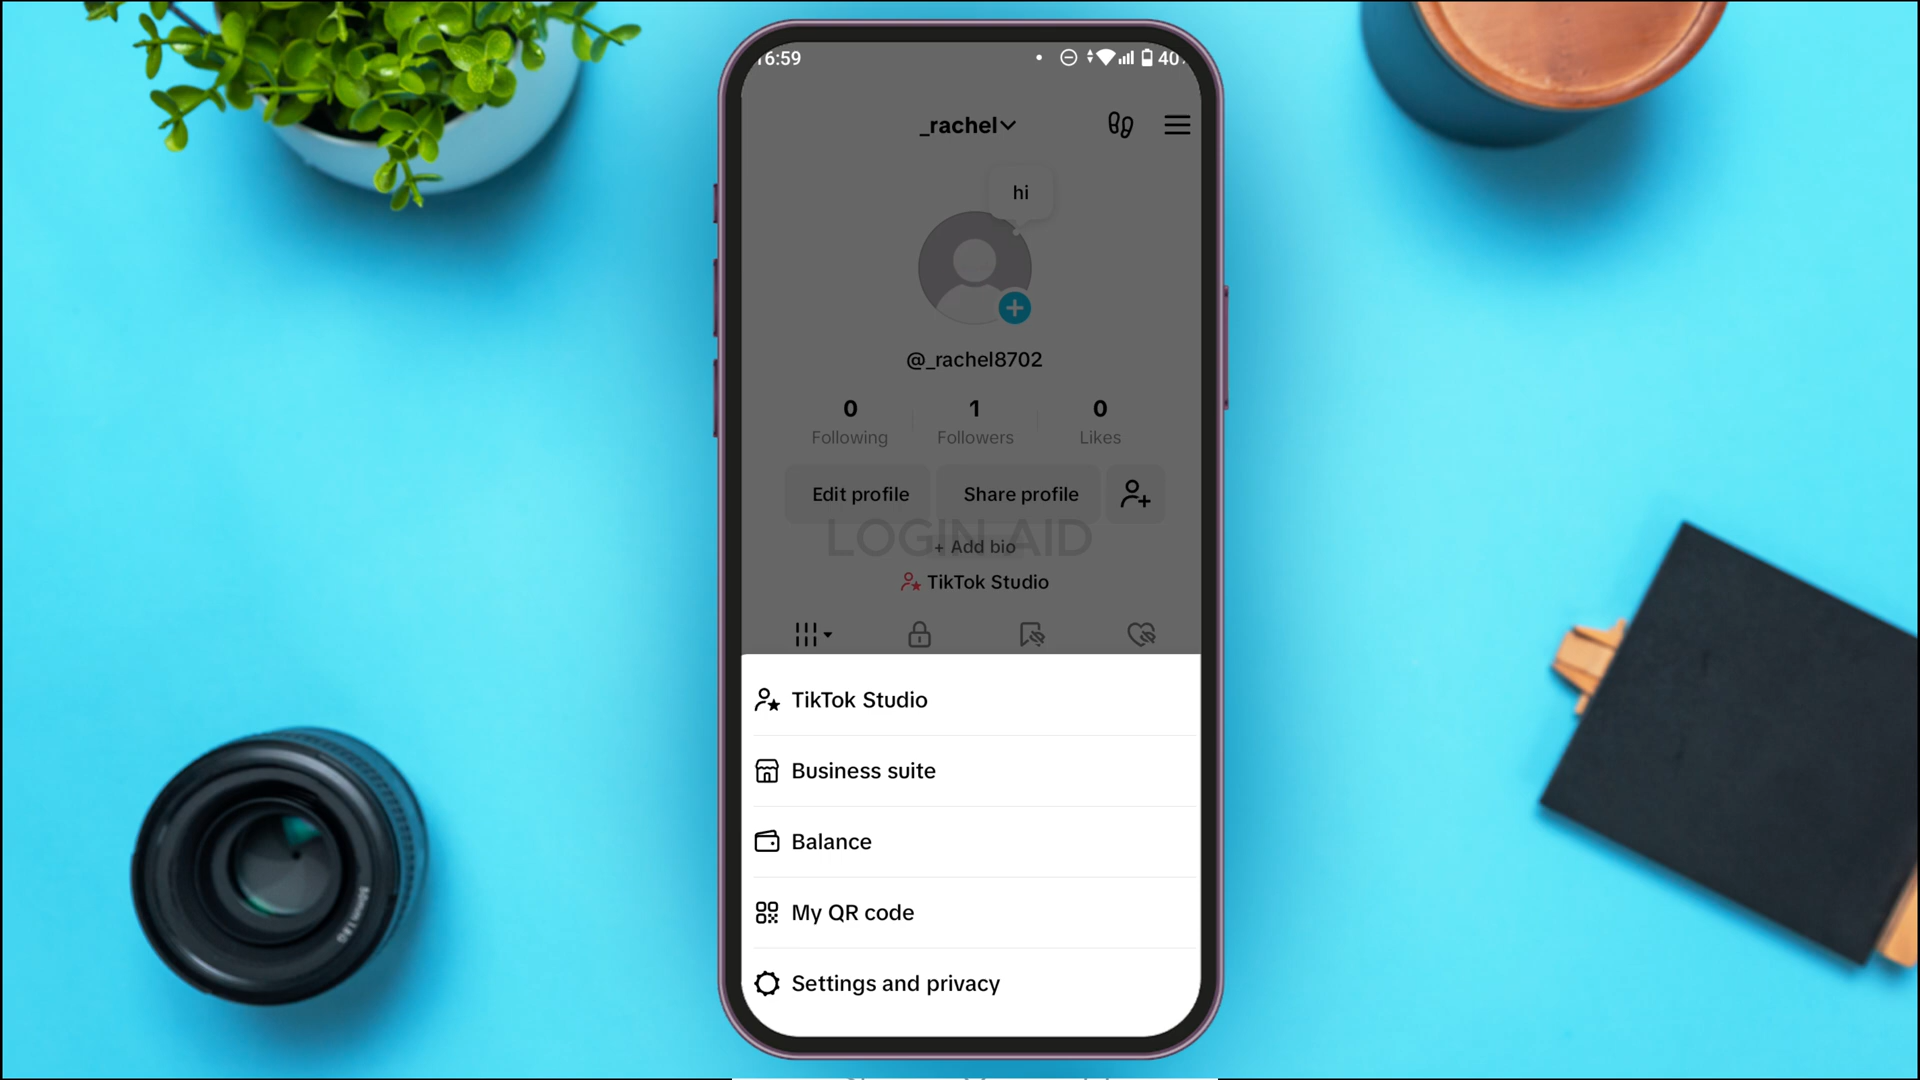 16:59
40
_rachel
hi
@_rachel8702
0 1 0
Following Followers Likes
Edit profile Share profile
LOGIN AID
+ Add bio
TikTok Studio
TikTok Studio
Business suite
Balance
My QR code
Settings and privacy